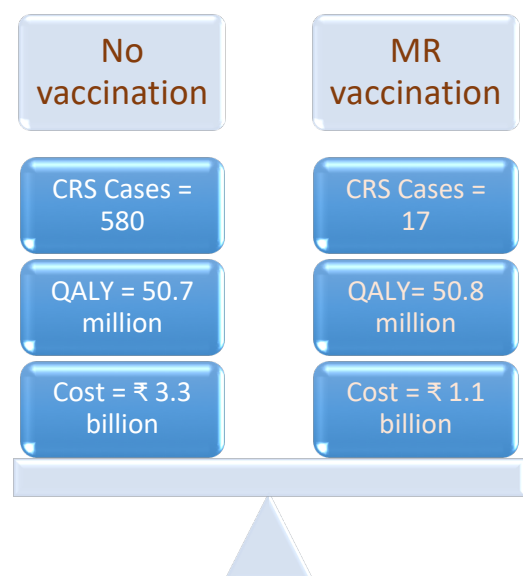 No
vaccination
MR
vaccination
CRS Cases =
580
CRS Cases =
17
QALY = 50.7
million
QALY= 50.8
million
Cost = ₹ 3.3
billion
Cost = ₹ 1.1
billion